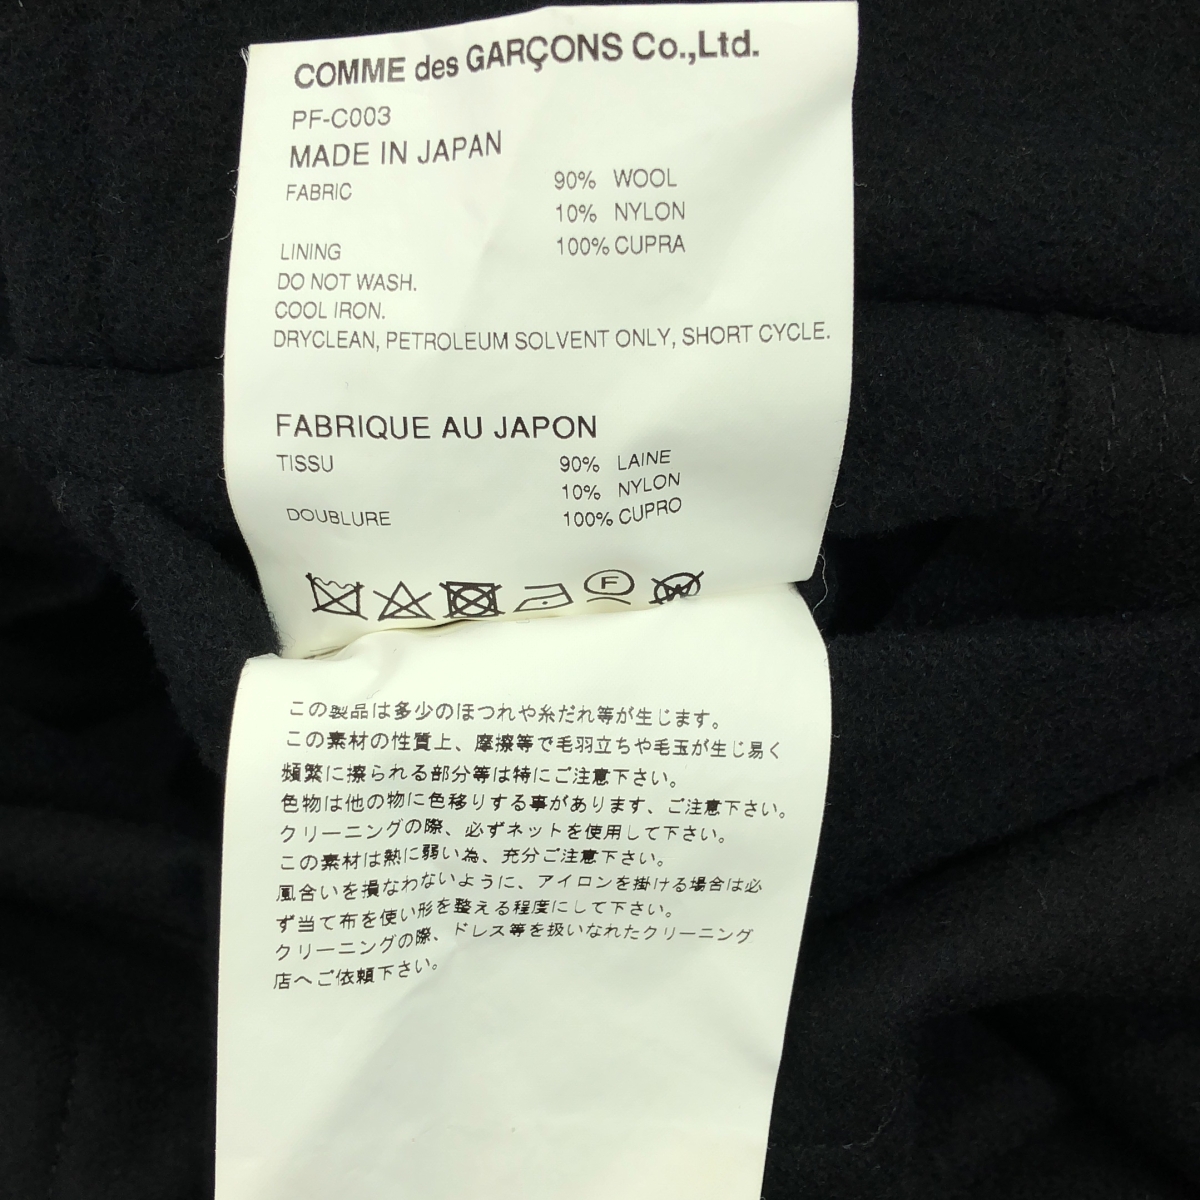 COMME des GARÇONS Co.,Ltd.
PF-C003
MADE IN JAPAN
FABRIC 90% WOOL
10% NYLON
LINING 100% CUPRA
DO NOT WASH.
COOL IRON.
DRYCLEAN, PETROLEUM SOLVENT ONLY, SHORT CYCLE.
FABRIQUE AU JAPON
TISSU 90% LAINE
10% NYLON
DOUBLURE 100% CUPRO
F
W
この製品は多少のほつれや糸だれ等が生じます。
この素材の性質上、摩擦等で毛羽立ちや毛玉が生じ易く
頻繁に擦られる部分等は特にご注意下さい。
色物は他の物に色移りする事があります、ご注意下さい。
クリーニングの際、必ずネットを使用して下さい。
この素材は熱に弱い為、充分ご注意下さい。
風合いを損なわないように、アイロンを掛ける場合は必
ず当て布を使い形を整える程度にして下さい。
クリーニングの際、ドレス等を扱いなれたクリーニング
店へご依頼下さい。